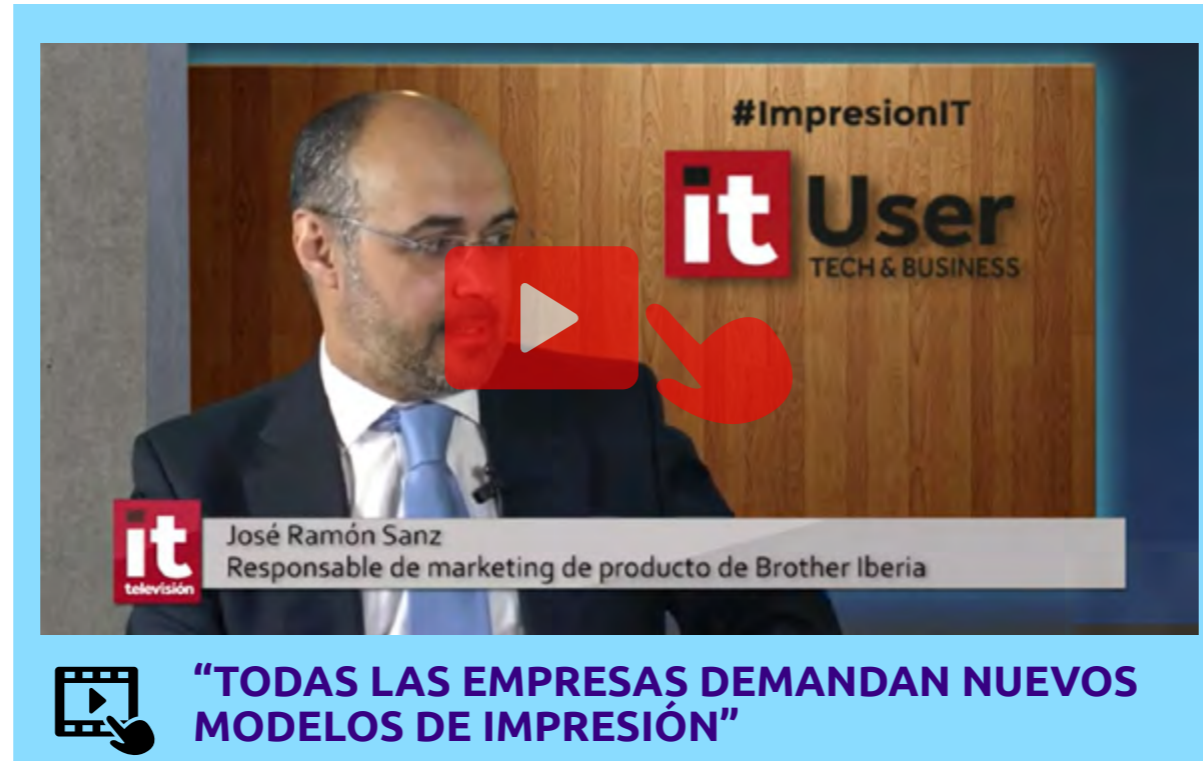 #ImpresionIT
it User
TECH & BUSINESS
it
televisión
José Ramón Sanz
Responsable de marketing de producto de Brother Iberia
“TODAS LAS EMPRESAS DEMANDAN NUEVOS
MODELOS DE IMPRESIÓN”